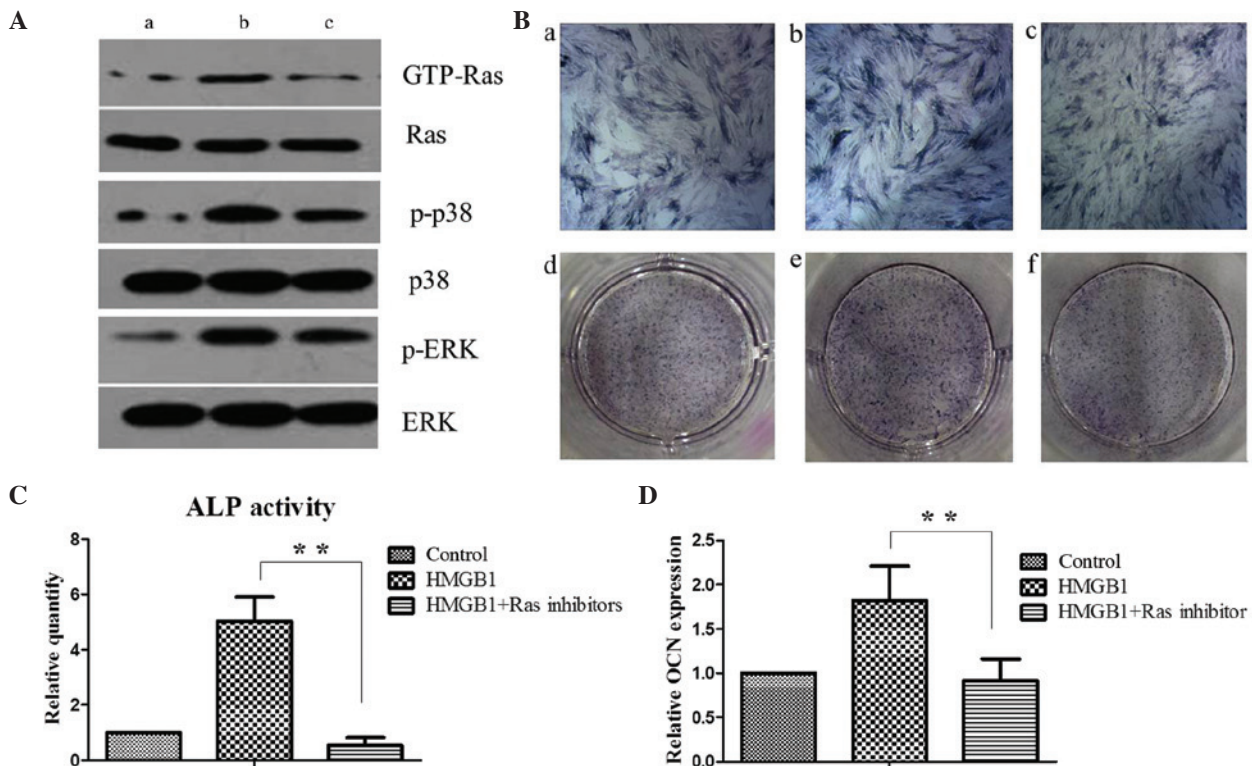 A
a b c
GTP-Ras
Ras
p-p38
p38
p-ERK
ERK
B
a
b
c
d
e
f
C
ALP activity
Relative quantify
8
6
4
2
0
* *
Control
HMGB1
HMGB1+Ras inhibitors
D
Relative OCN expression
2.5
2.0
1.5
1.0
0.5
0.0
* *
Control
HMGB1
HMGB1+Ras inhibitor